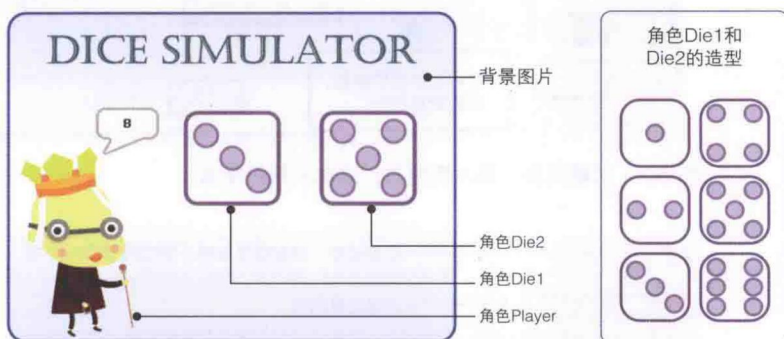 DICE SIMULATOR
背景图片
8
角色Die2
角色Die1
角色Player
角色Die1和
Die2的造型